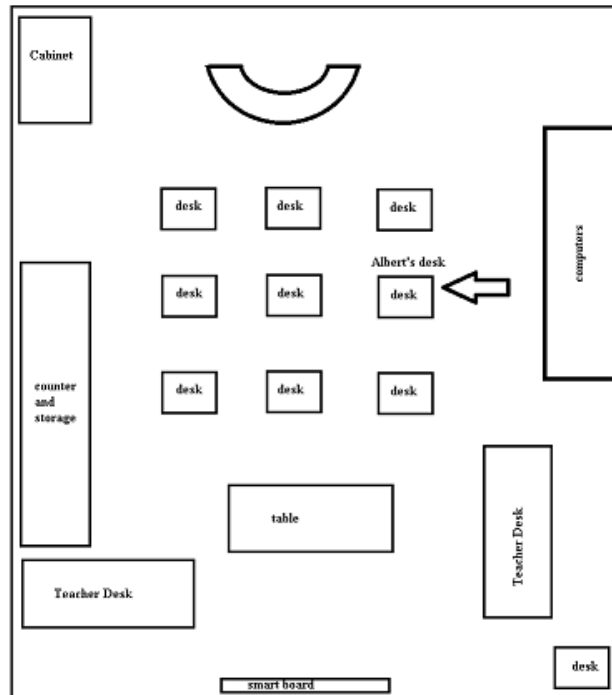 Cabinet
desk desk desk
Albert's desk
desk desk desk
computers
counter
and
storage
desk desk desk
table
Teacher Desk
Teacher Desk
desk
smart board